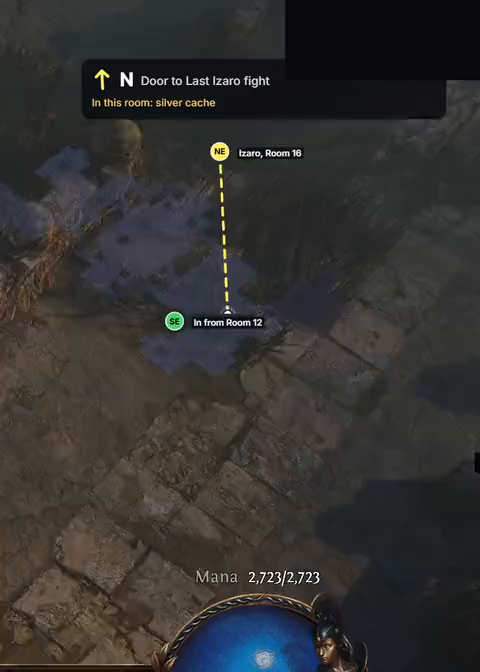 N Door to Last Izaro fight
In this room: silver cache
NE Izaro, Room 16
SE In from Room 12
Mana 2,723/2,723